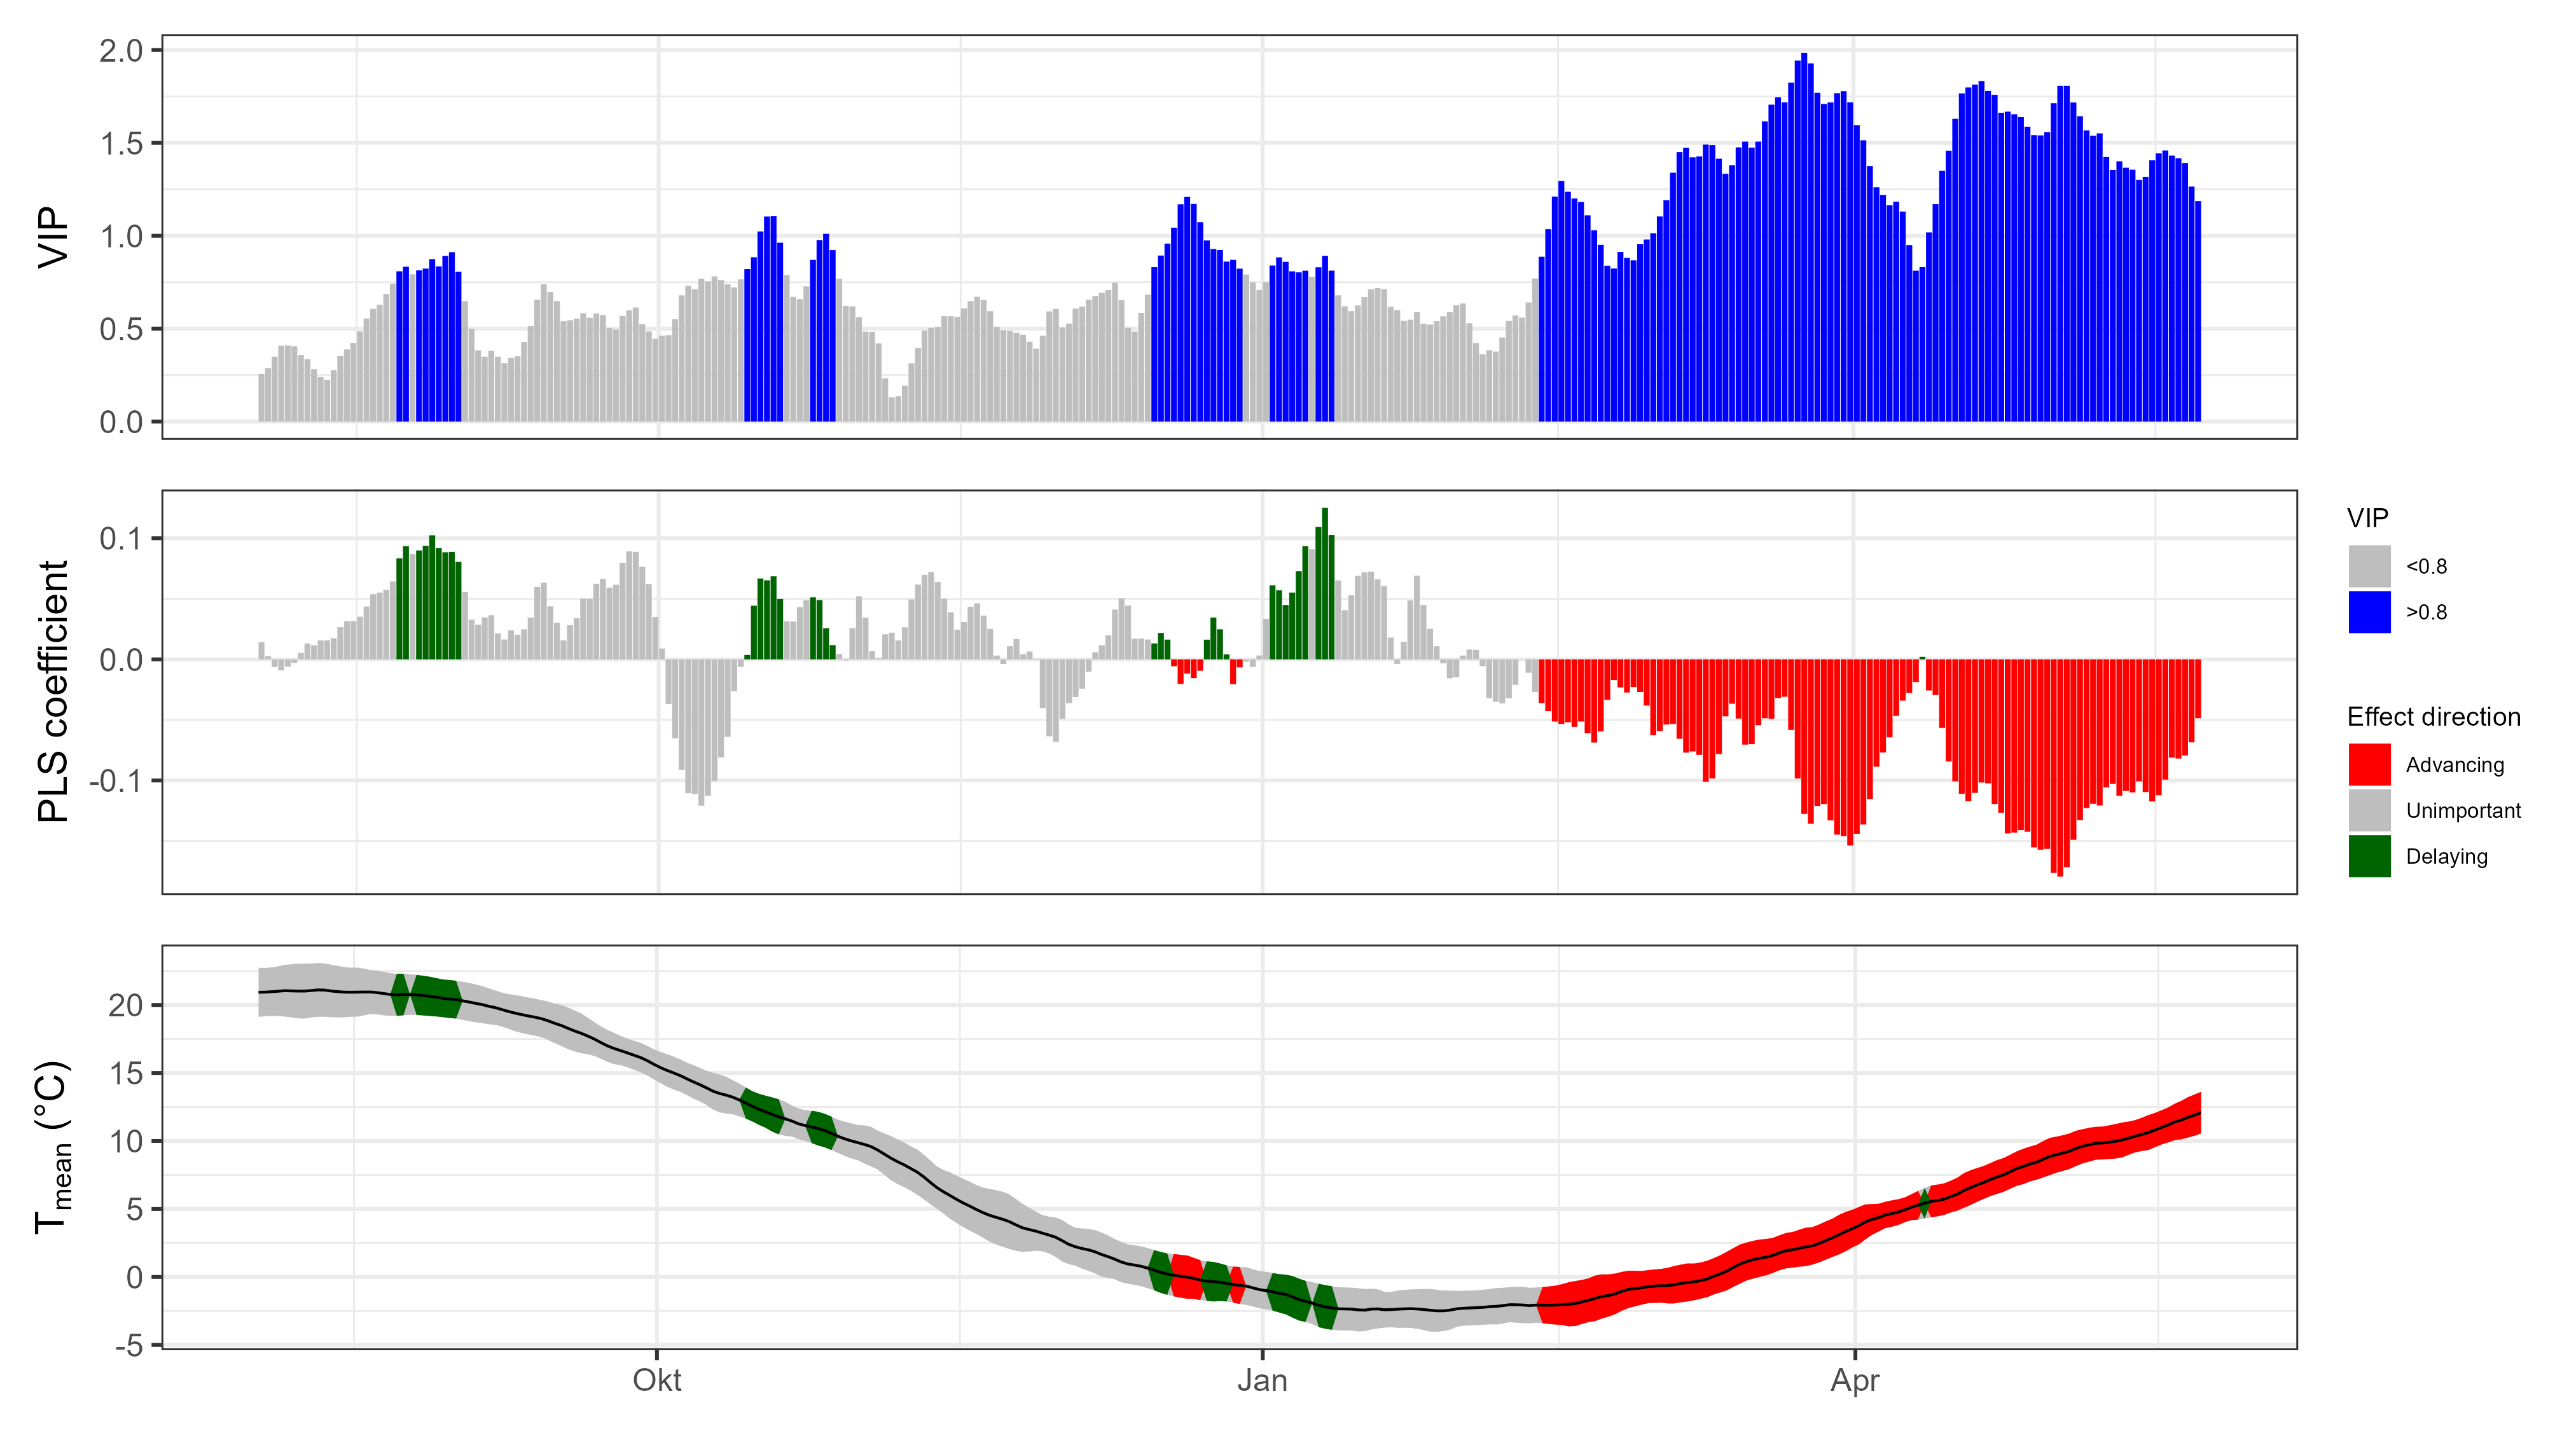 VIP
2.0
1.5
1.0
0.5
0.0
PLS coefficient
0.1
0.0
-0.1
VIP
<0.8
>0.8
Effect direction
Advancing
Unimportant
Delaying
Tmean (°C)
20
15
10
5
0
-5
Okt Jan Apr